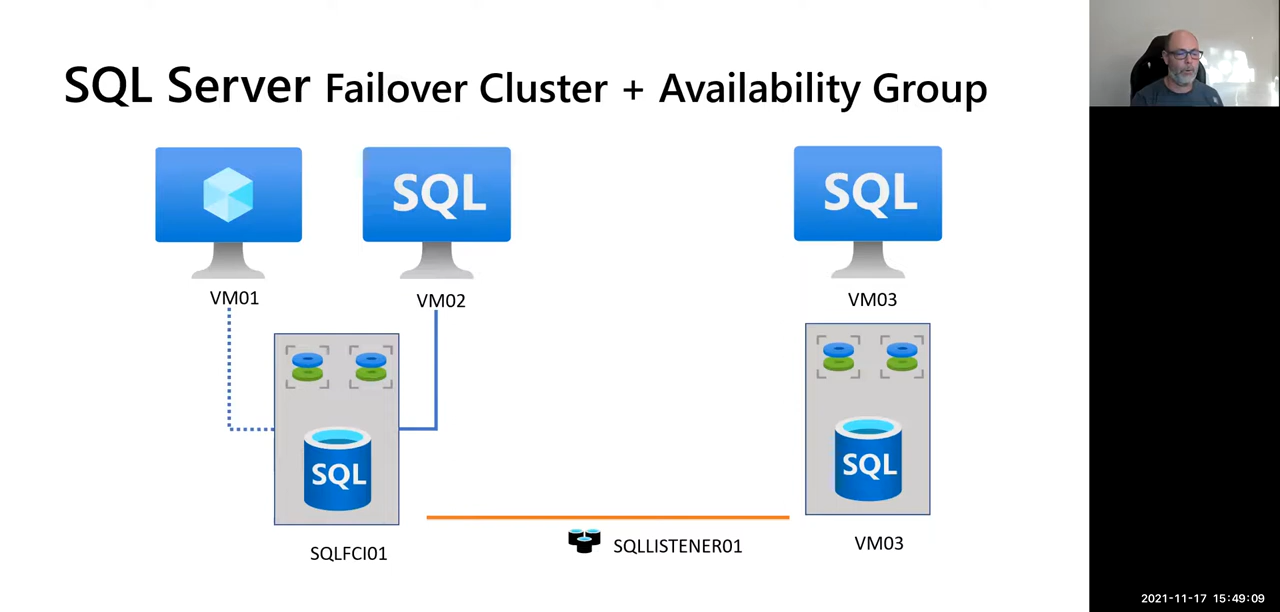 SQL Server Failover Cluster + Availability Group
SQL
SQL
VM01
VM02
VM03
SQL
SQL
SQLFCI01
SQLLISTENER01
VM03
2021-11-17 15:49:09